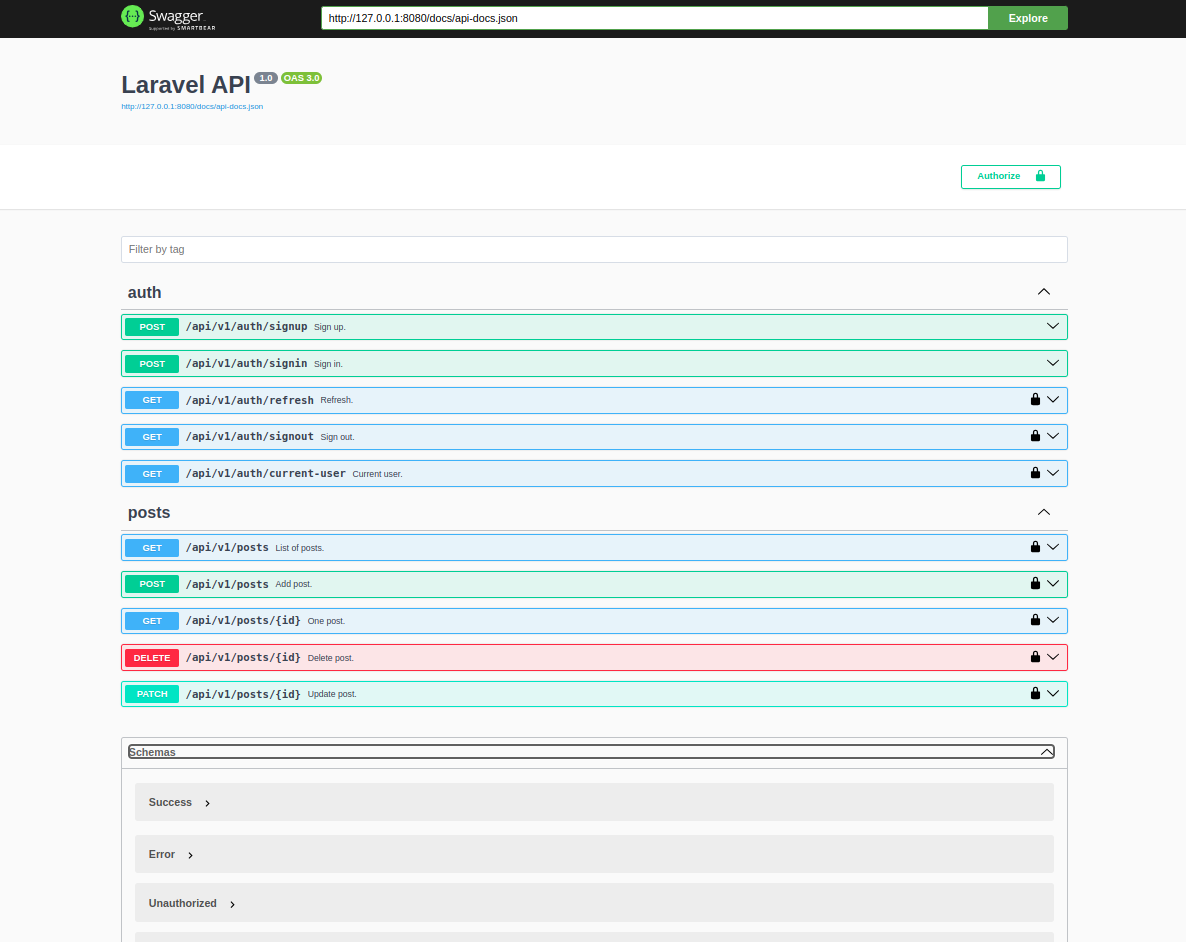 Swagger
Supported by SMARTBEAR
http://127.0.0.1:8080/docs/api-docs.json
Explore
Laravel API 1.0 OAS 3.0
http://127.0.0.1:8080/docs/api-docs.json
Authorize
Filter by tag
auth
POST /api/v1/auth/signup Sign up.
POST /api/v1/auth/signin Sign in.
GET /api/v1/auth/refresh Refresh.
GET /api/v1/auth/signout Sign out.
GET /api/v1/auth/current-user Current user.
posts
GET /api/v1/posts List of posts.
POST /api/v1/posts Add post.
GET /api/v1/posts/{id} One post.
DELETE /api/v1/posts/{id} Delete post.
PATCH /api/v1/posts/{id} Update post.
Schemas
Success
Error
Unauthorized